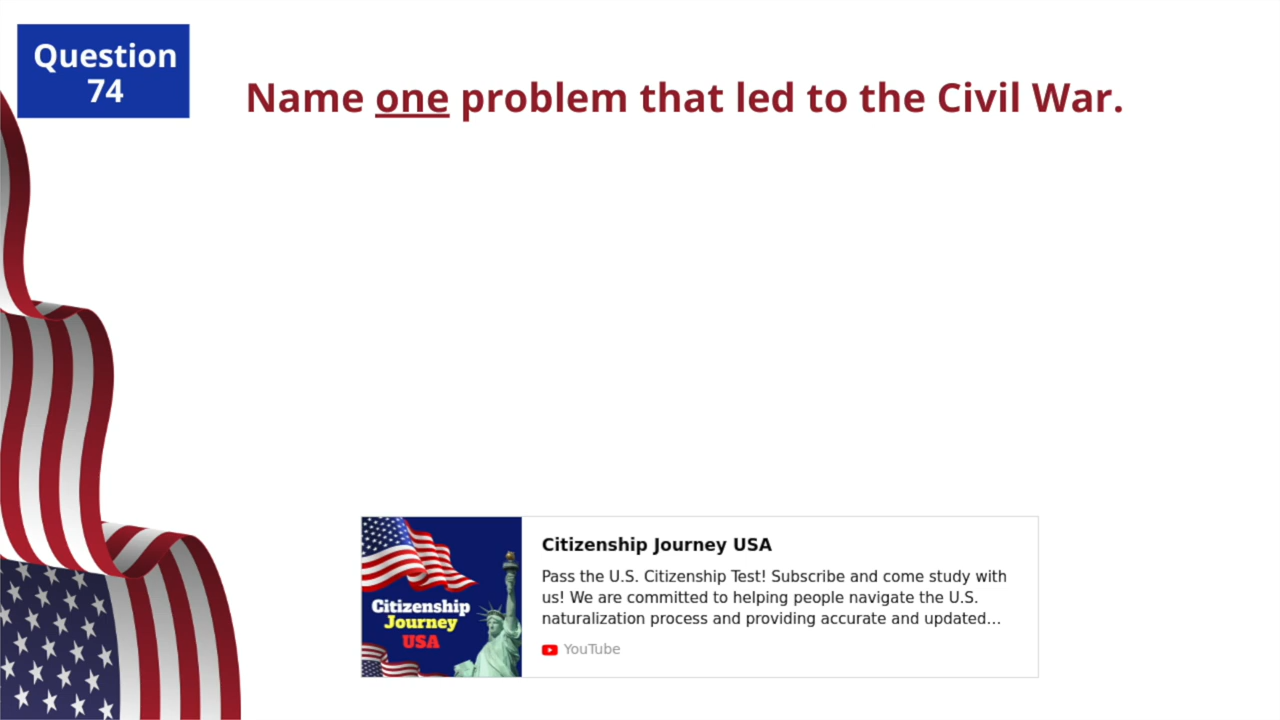 Question
74
Name one problem that led to the Civil War.
Citizenship
Journey
USA
Citizenship Journey USA
Pass the U.S. Citizenship Test! Subscribe and come study with
us! We are committed to helping people navigate the U.S.
naturalization process and providing accurate and updated...
YouTube